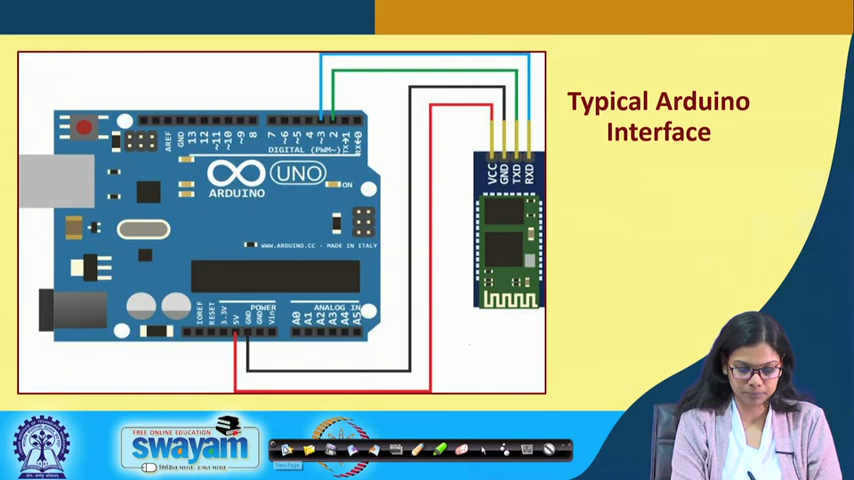 Typical Arduino
Interface
AREF
GND
13
12
~11
~10
~9
8
7
~6
~5
4
~3
2
TX→1
RX←0
DIGITAL (PWM~)
UNO
ARDUINO
ON
WWW.ARDUINO.CC - MADE IN ITALY
IOREF
RESET
3.3V
5V
GND
GND
Vin
POWER
ANALOG IN
A0
A1
A2
A3
A4
A5
VCC
GND
TXD
RXD
FREE ONLINE EDUCATION
swayam
New Page